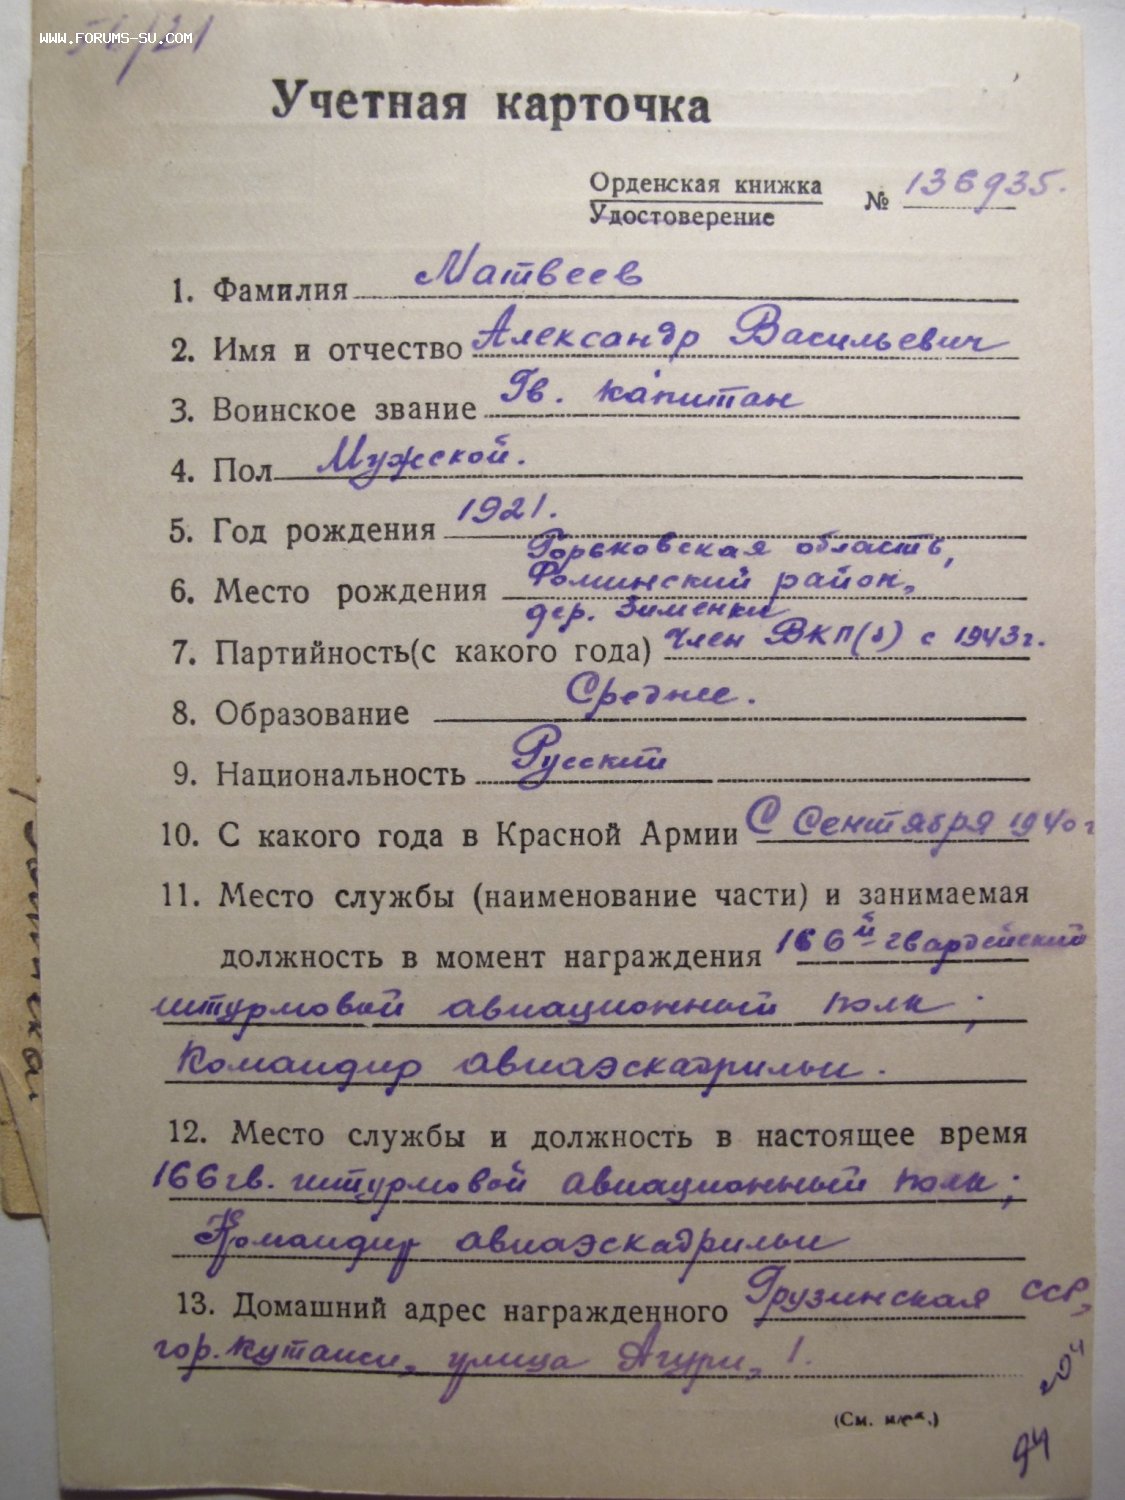 www.forums-su.com
Учетная карточка
Орденская книжка
Удостоверение
№ 136935.
1. Фамилия Матвеев
2. Имя и отчество Александр Васильевич
3. Воинское звание Гв. капитан
4. Пол Мужской.
5. Год рождения 1921.
Горьковская область,
6. Место рождения Фоминский район,
дер. Зименки
7. Партийность(с какого года) Член ВКП(б) с 1943г.
8. Образование Среднее.
9. Национальность Русский
10. С какого года в Красной Армии С Сентября 1940г
11. Место службы (наименование части) и занимаемая
должность в момент награждения 166й гвардейский
штурмовой авиационный полк;
Командир авиаэскадрильи.
12. Место службы и должность в настоящее время
166 гв. штурмовой авиационный полк;
Командир авиаэскадрильи
13. Домашний адрес награжденного Грузинская ССР,
гор. Кутаиси, улица 1.
(См.
94